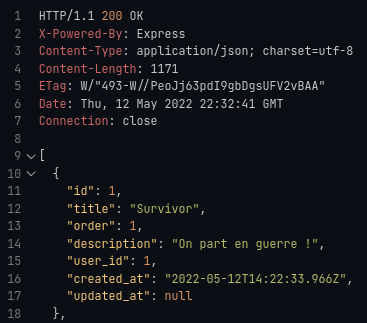 1 HTTP/1.1 200 OK
2 X-Powered-By: Express
3 Content-Type: application/json; charset=utf-8
4 Content-Length: 1171
5 ETag: W/"493-W//PeoJj63pdI9gbDgsUFV2vBAA"
6 Date: Thu, 12 May 2022 22:32:41 GMT
7 Connection: close
8
9 [
10 {
11 "id": 1,
12 "title": "Survivor",
13 "order": 1,
14 "description": "On part en guerre !",
15 "user_id": 1,
16 "created_at": "2022-05-12T14:22:33.966Z",
17 "updated_at": null
18 },